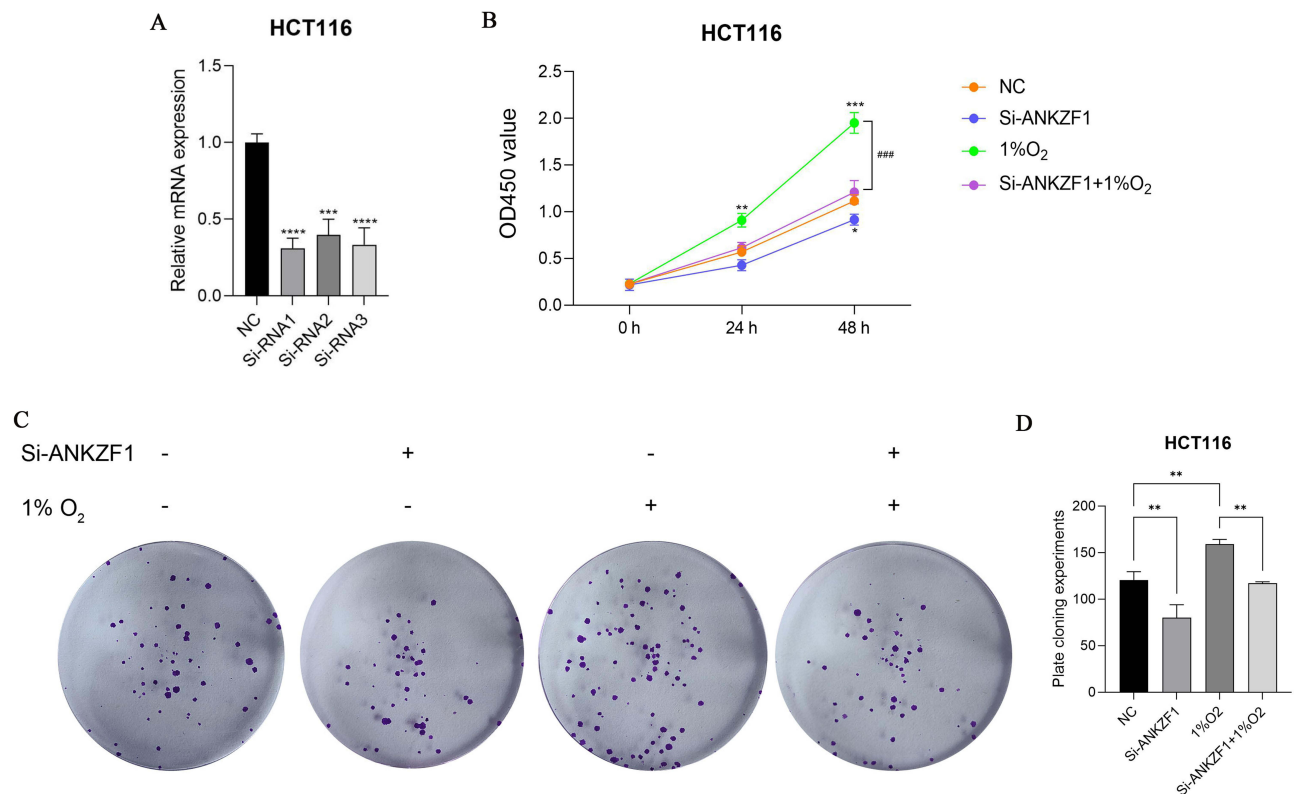 A
HCT116
Relative mRNA expression
1.5
1.0
0.5
0.0
****
***
****
NC
Si-RNA1
Si-RNA2
Si-RNA3
B
HCT116
OD450 value
2.5
2.0
1.5
1.0
0.5
0.0
**
***
###
*
0 h
24 h
48 h
NC
Si-ANKZF1
1%O₂
Si-ANKZF1+1%O₂
C
Si-ANKZF1 - + - +
1% O₂ - - + +
D
HCT116
Plate cloning experiments
200
150
100
50
0
**
**
**
NC
Si-ANKZF1
1%O2
Si-ANKZF1+1%O2